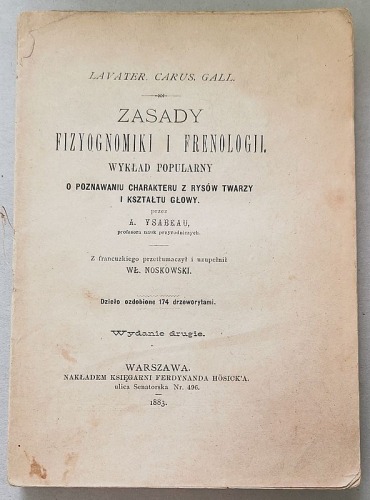 LAVATER. CARUS. GALL.
ZASADY
FIZYOGNOMIKI I FRENOLOGII.
WYKŁAD POPULARNY
O POZNAWANIU CHARAKTERU Z RYSÓW TWARZY
I KSZTAŁTU GŁOWY.
przez
A. YSABEAU,
profesora nauk przyrodniczych.
Z francuzkiego przetłumaczył i uzupełnił
WŁ. NOSKOWSKI.
Dzieło ozdobione 174 drzeworytami.
Wydanie drugie.
WARSZAWA.
NAKŁADEM KSIĘGARNI FERDYNANDA HÖSICK'A.
ulica Senatorska Nr. 496.
1883.